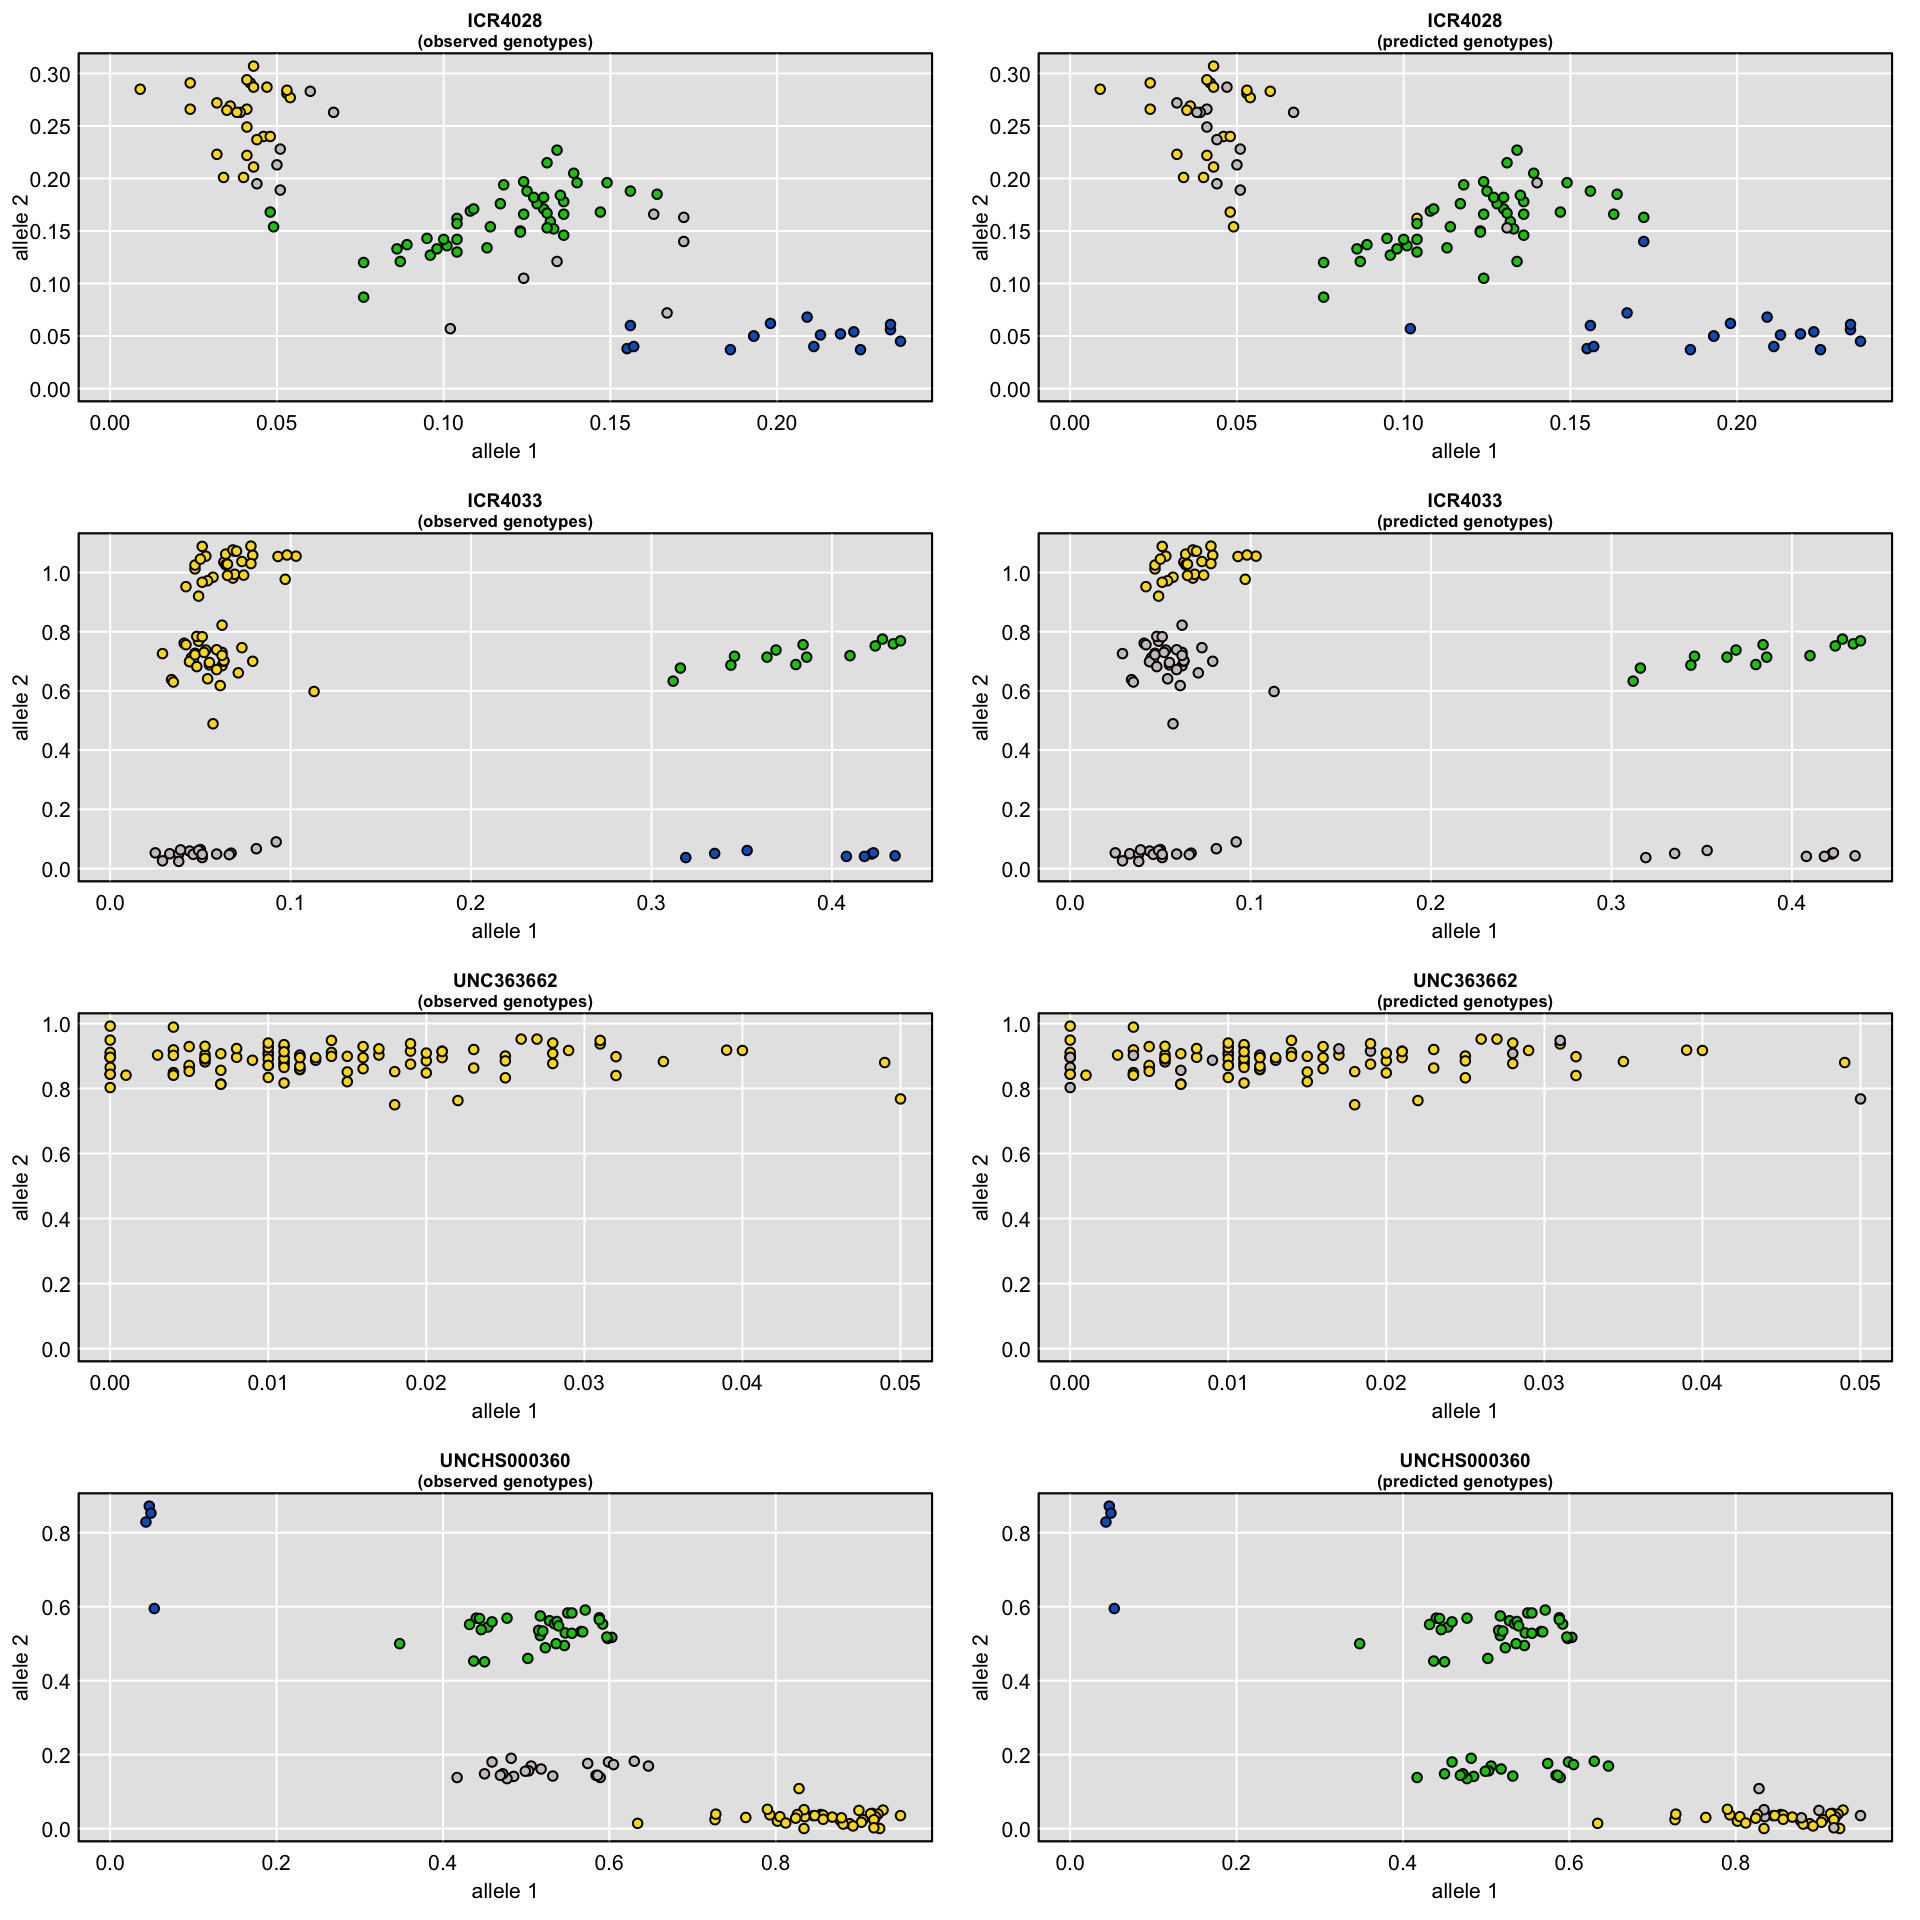 ICR4028
(observed genotypes)
allele 2
0.30
0.25
0.20
0.15
0.10
0.05
0.00
0.00 0.05 0.10 0.15 0.20
allele 1
ICR4028
(predicted genotypes)
allele 2
0.30
0.25
0.20
0.15
0.10
0.05
0.00
0.00 0.05 0.10 0.15 0.20
allele 1
ICR4033
(observed genotypes)
allele 2
1.0
0.8
0.6
0.4
0.2
0.0
0.0 0.1 0.2 0.3 0.4
allele 1
ICR4033
(predicted genotypes)
allele 2
1.0
0.8
0.6
0.4
0.2
0.0
0.0 0.1 0.2 0.3 0.4
allele 1
UNC363662
(observed genotypes)
allele 2
1.0
0.8
0.6
0.4
0.2
0.0
0.00 0.01 0.02 0.03 0.04 0.05
allele 1
UNC363662
(predicted genotypes)
allele 2
1.0
0.8
0.6
0.4
0.2
0.0
0.00 0.01 0.02 0.03 0.04 0.05
allele 1
UNCHS000360
(observed genotypes)
allele 2
0.8
0.6
0.4
0.2
0.0
0.0 0.2 0.4 0.6 0.8
allele 1
UNCHS000360
(predicted genotypes)
allele 2
0.8
0.6
0.4
0.2
0.0
0.0 0.2 0.4 0.6 0.8
allele 1